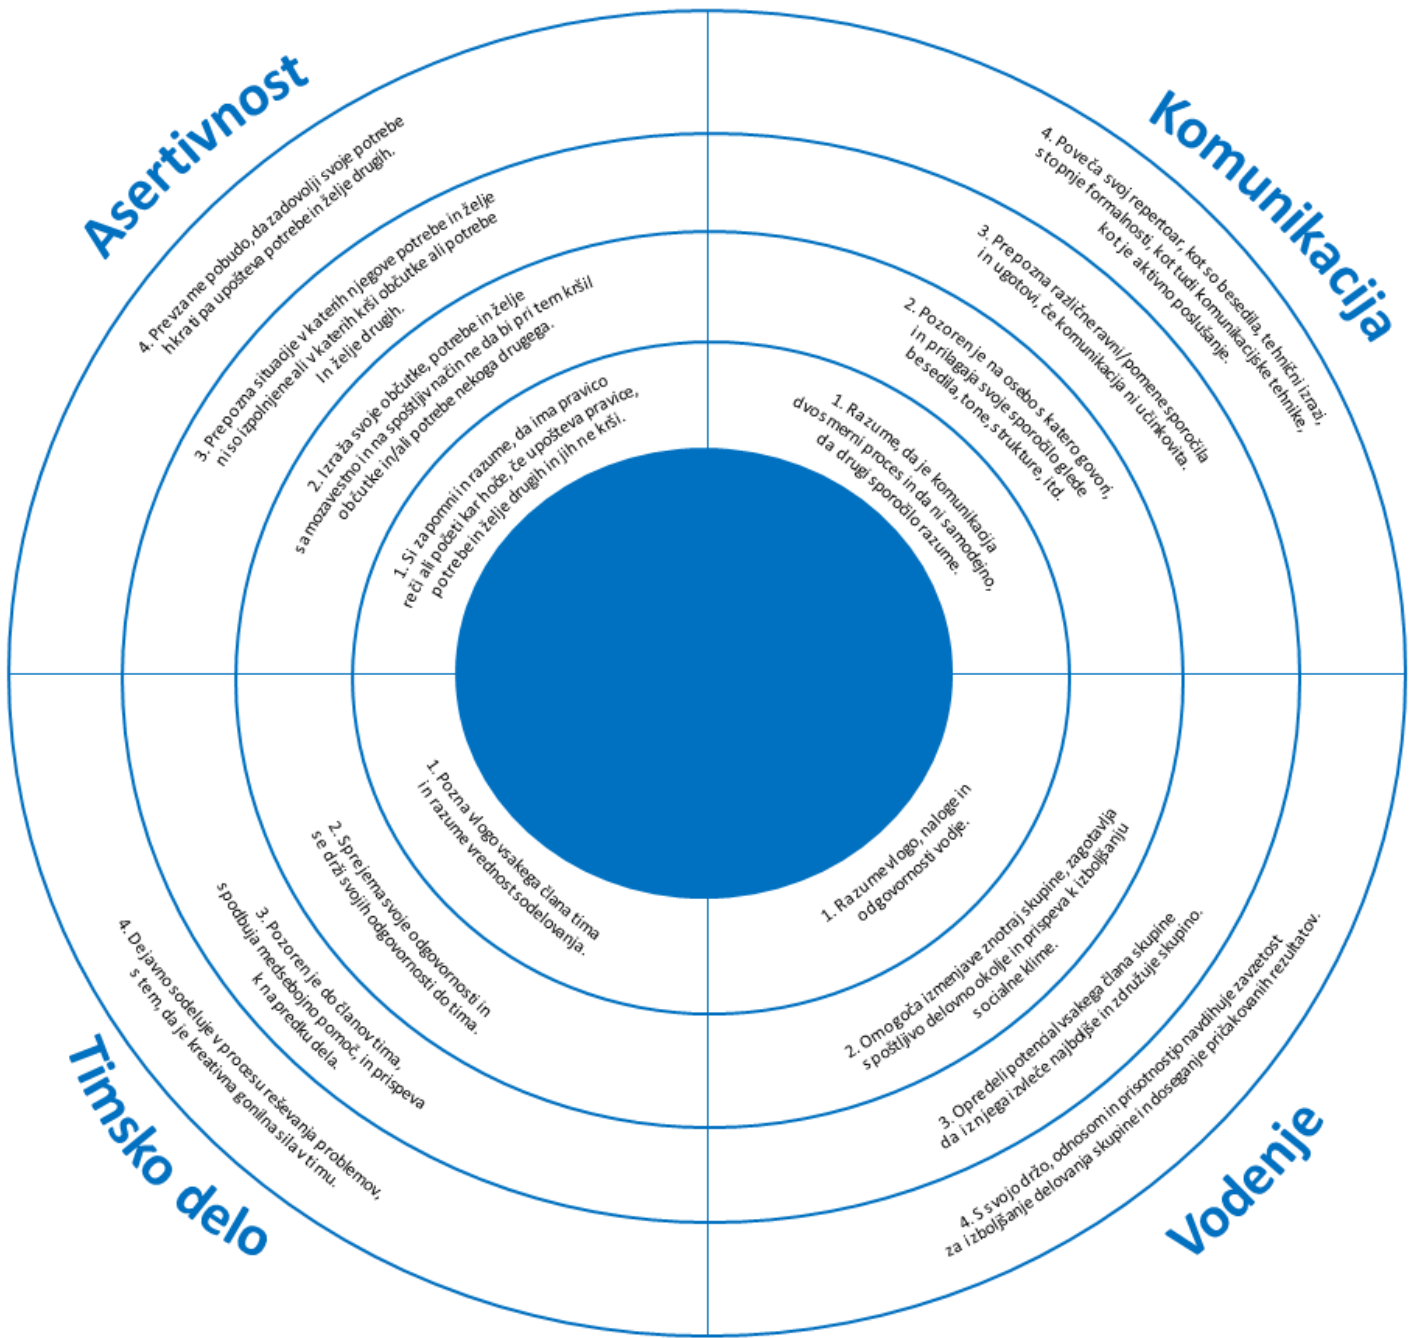 Asertivnost
4. Prevzame pobudo, da zadovolji svoje potrebe
hkrati pa upošteva potrebe in želje drugih.
3. Prepozna situacije v katerih njegove potrebe in želje
niso izpolnjene ali v katerih krši občutke ali potrebe
In želje drugih.
2. Izraža svoje občutke, potrebe in želje
samozavestno in na spoštljiv način ne da bi pri tem kršil
občutke in/ali potrebe nekoga drugega.
1. Si zapomni in razume, da ima pravico
reči ali početi kar hoče, če upošteva pravice,
potrebe in želje drugih in jih ne krši.
Komunikacija
4. Poveča svoj repertoar, kot so besedila, tehnični izrazi,
stopnje formalnosti, kot tudi komunikacijske tehnike,
kot je aktivno poslušanje.
3. Prepozna različne ravni/pomene sporočila
in ugotovi, če komunikacija ni učinkovita.
2. Pozoren je na osebo s katero govori,
in prilagaja svoje sporočilo glede
besedila, tone, strukture, itd.
1. Razume, da je komunikacija
dvosmerni proces in da ni samodejno,
da drugi sporočilo razume.
Timsko delo
1. Pozna vlogo vsakega člana tima
in razume vrednost sodelovanja.
2. Sprejema svoje odgovornosti in
se drži svojih odgovornosti do tima.
3. Pozoren je do članov tima,
spodbuja medsebojno pomoč, in prispeva
k napredku dela.
4. Dejavno sodeluje v procesu reševanja problemov,
s tem, da je kreativna gonilna sila v timu.
Vodenje
1. Razume vlogo, naloge in
odgovornosti vodje.
2. Omogoča izmenjave znotraj skupine, zagotavlja
spoštljivo delovno okolje in prispeva k izboljšanju
socialne klime.
3. Opredeli potencial vsakega člana skupine
da iz njega izvleče najboljše in združuje skupino.
4. S svojo držo, odnosom in prisotnostjo navdihuje zavzetost
za izboljšanje delovanja skupine in doseganje pričakovanih rezultatov.